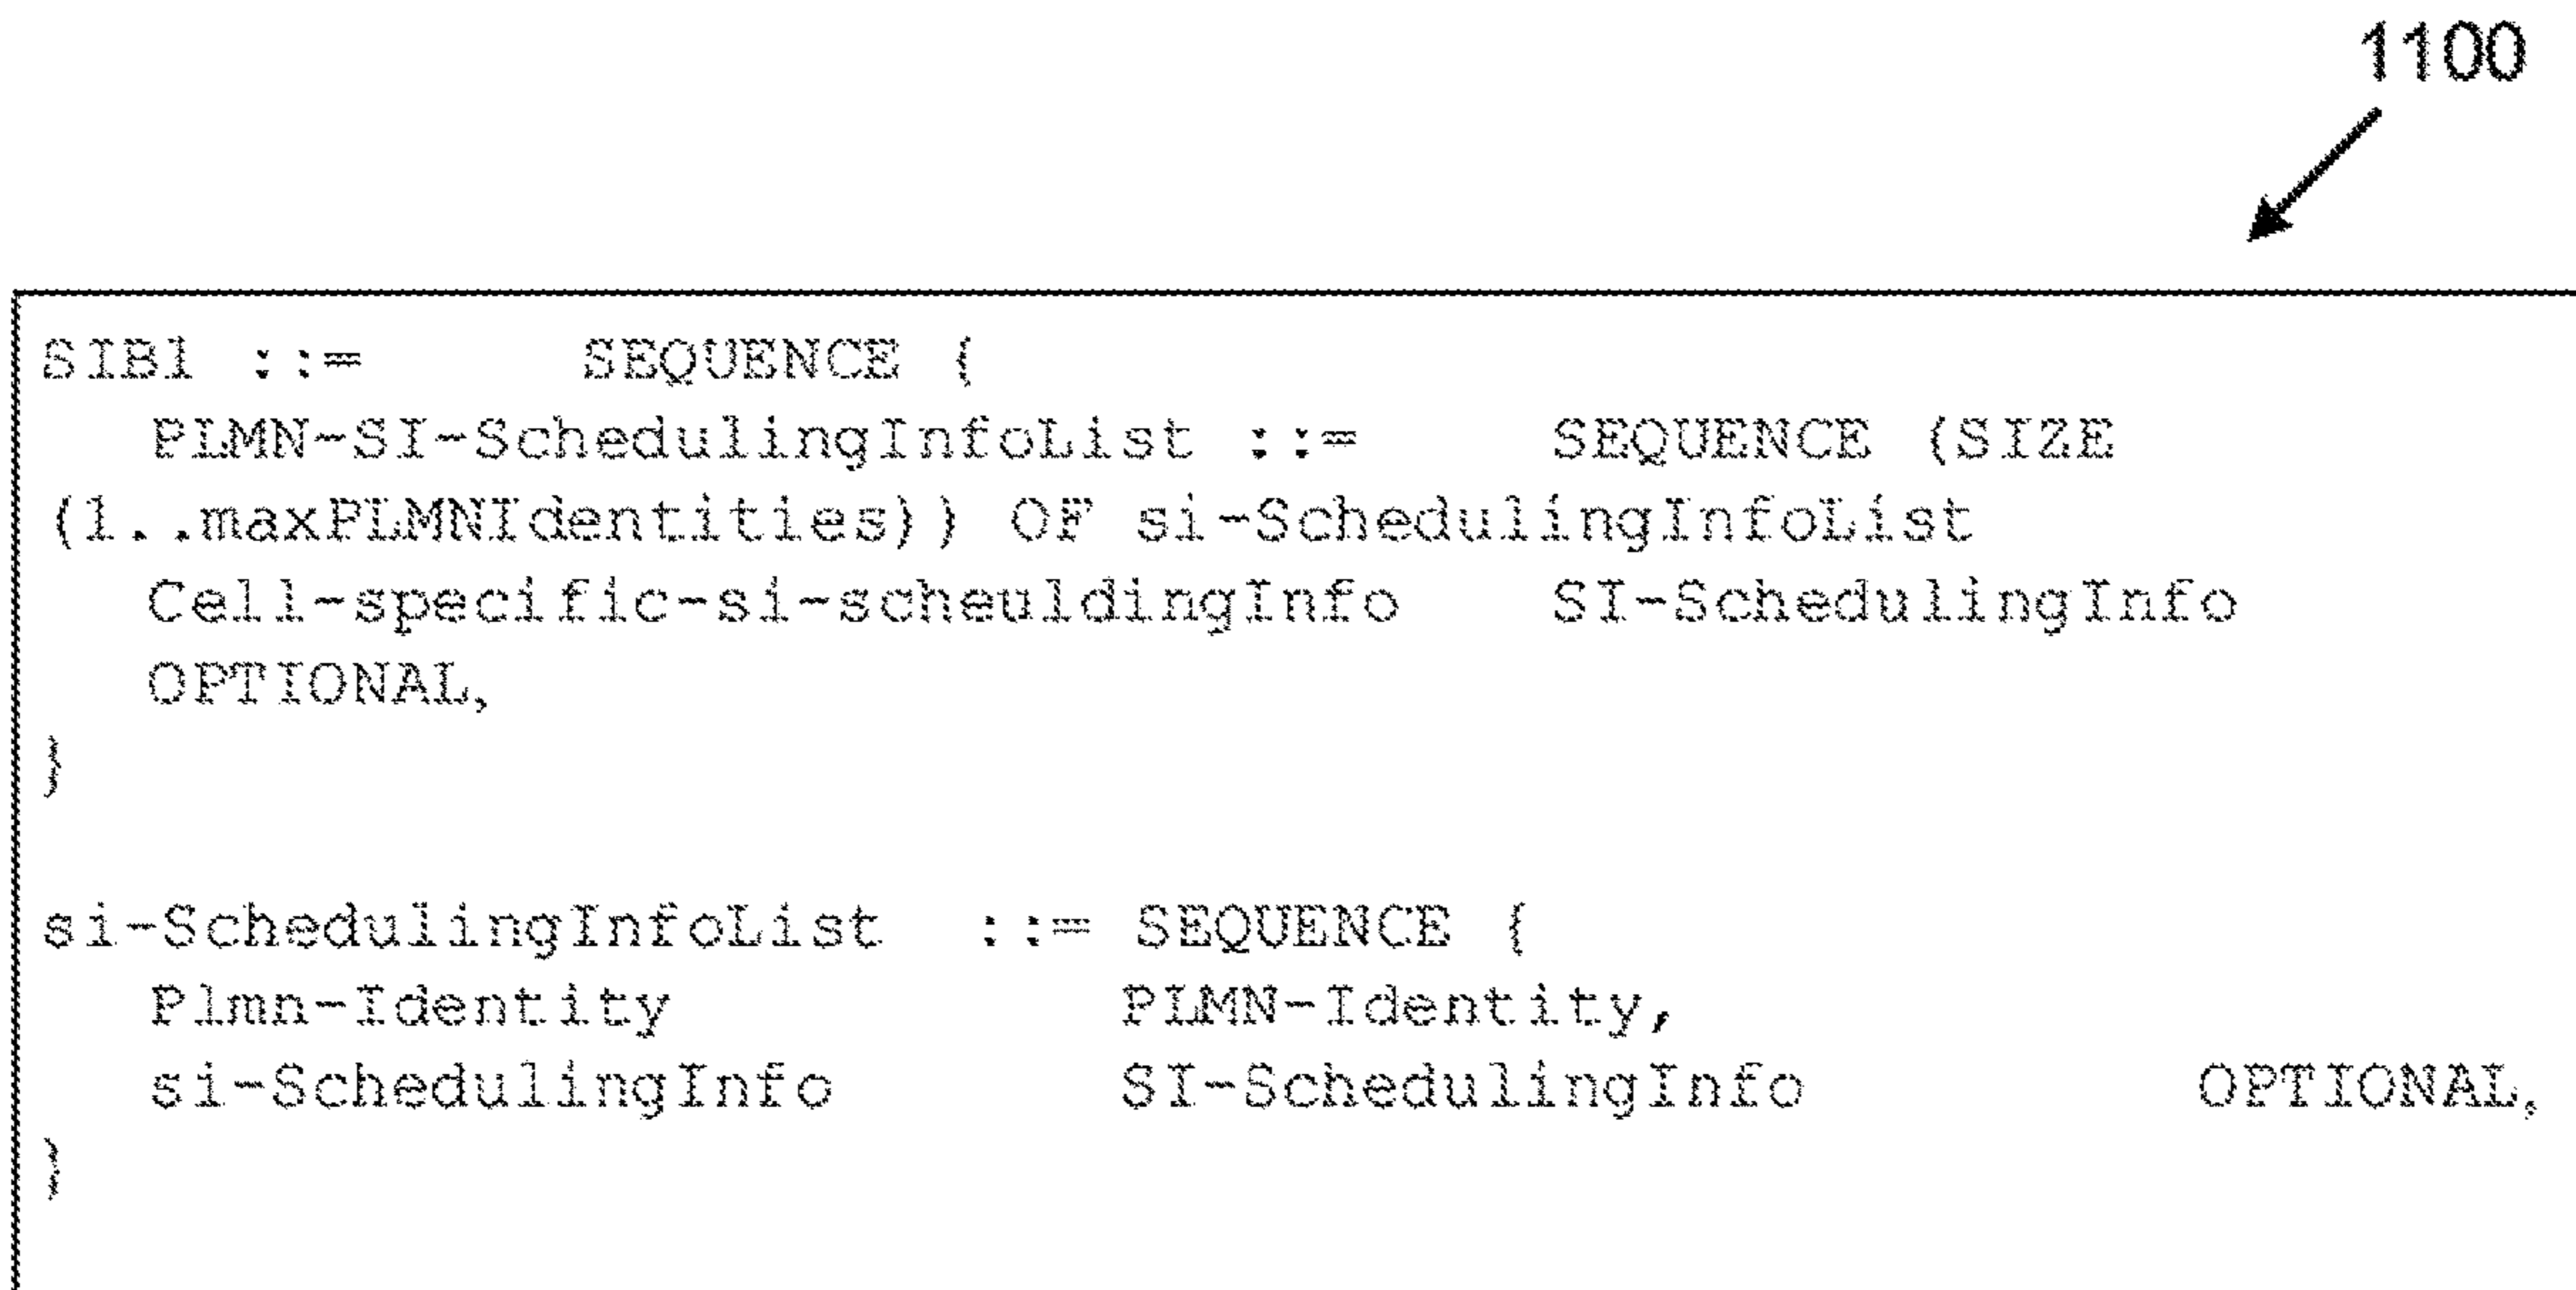 1100
SIB1 ::= SEQUENCE {
PLMN-SI-SchedulingInfoList ::= SEQUENCE (SIZE
(1..maxPLMNIdentities)) OF si-SchedulingInfoList
Cell-specific-si-scheuldingInfo SI-SchedulingInfo
OPTIONAL,
}
si-SchedulingInfoList ::= SEQUENCE {
Plmn-Identity PLMN-Identity,
si-SchedulingInfo SI-SchedulingInfo OPTIONAL,
}